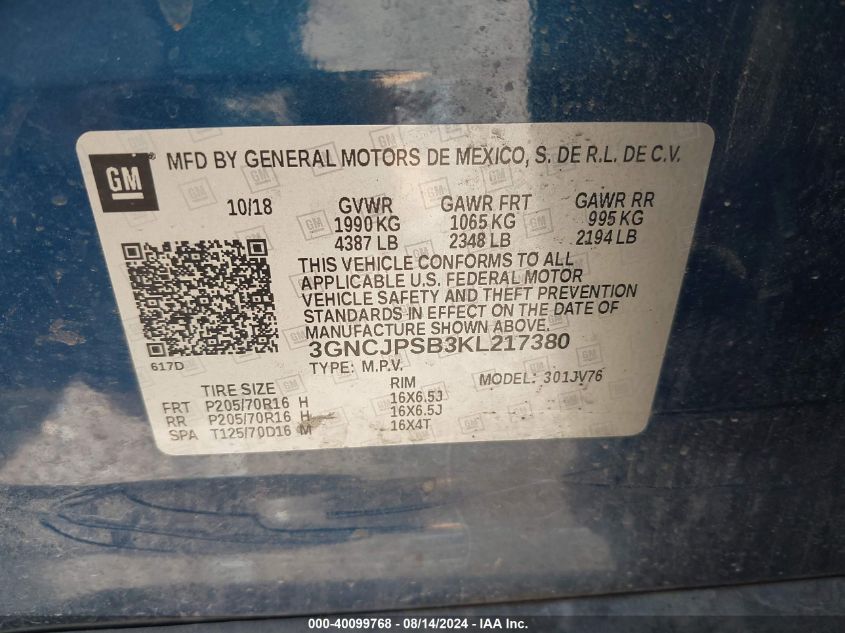 GM
MFD BY GENERAL MOTORS DE MEXICO, S. DE R.L. DE C.V.
10/18 GVWR GAWR FRT GAWR RR
1990 KG 1065 KG 995 KG
4387 LB 2348 LB 2194 LB
THIS VEHICLE CONFORMS TO ALL
APPLICABLE U.S. FEDERAL MOTOR
VEHICLE SAFETY AND THEFT PREVENTION
STANDARDS IN EFFECT ON THE DATE OF
MANUFACTURE SHOWN ABOVE.
617D 3GNCJPSB3KL217380
TYPE: M.P.V. MODEL: 301JV76
TIRE SIZE RIM
FRT P205/70R16 H 16X6.5J
RR P205/70R16 H 16X6.5J
SPA T125/70D16 M 16X4T
000-40099768 - 08/14/2024 - IAA Inc.